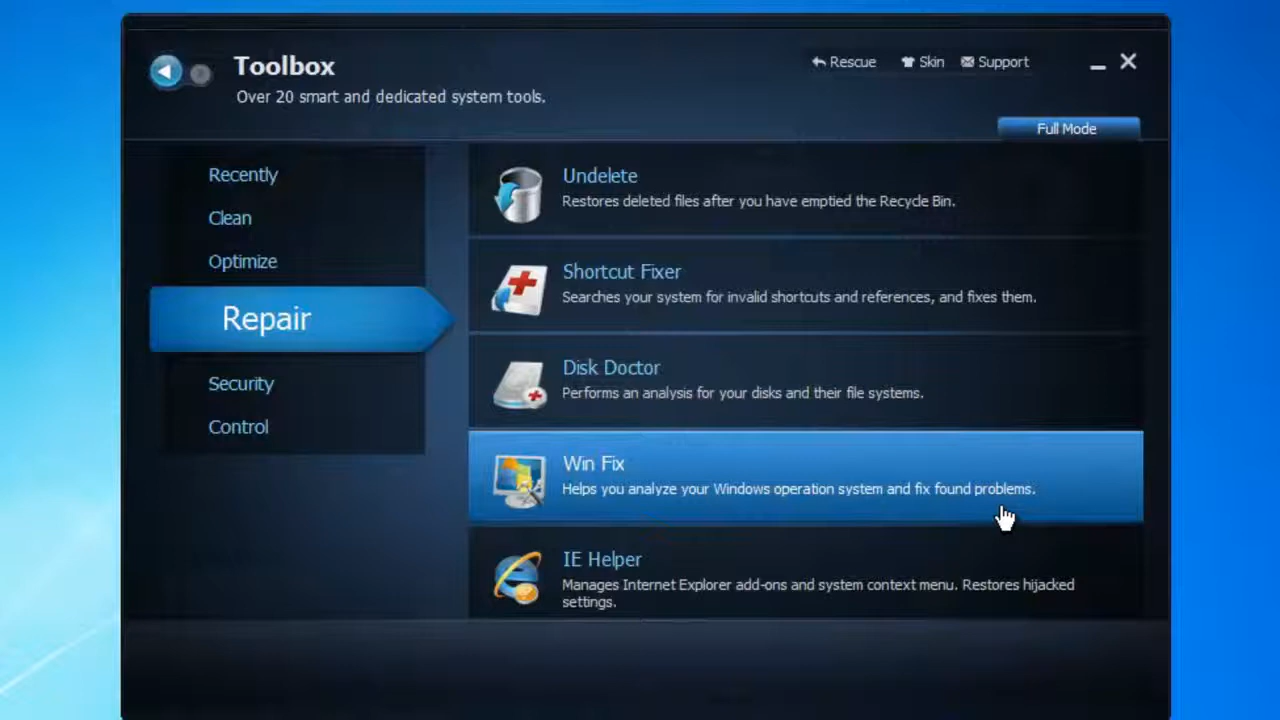 Toolbox
Over 20 smart and dedicated system tools.
Rescue
Skin
Support
Full Mode
Recently
Clean
Optimize
Repair
Security
Control
Undelete
Restores deleted files after you have emptied the Recycle Bin.
Shortcut Fixer
Searches your system for invalid shortcuts and references, and fixes them.
Disk Doctor
Performs an analysis for your disks and their file systems.
Win Fix
Helps you analyze your Windows operation system and fix found problems.
IE Helper
Manages Internet Explorer add-ons and system context menu. Restores hijacked
settings.